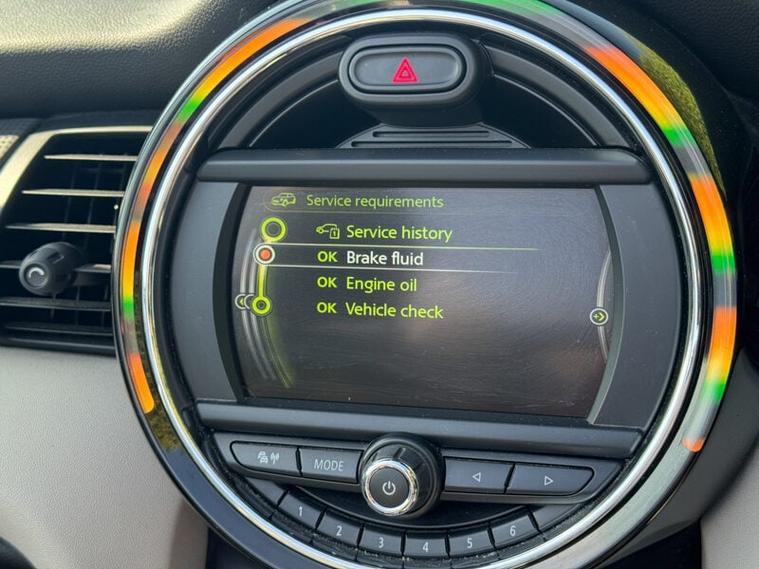 Service requirements
Service history
OK Brake fluid
OK Engine oil
OK Vehicle check
MODE
1 2 3 4 5 6